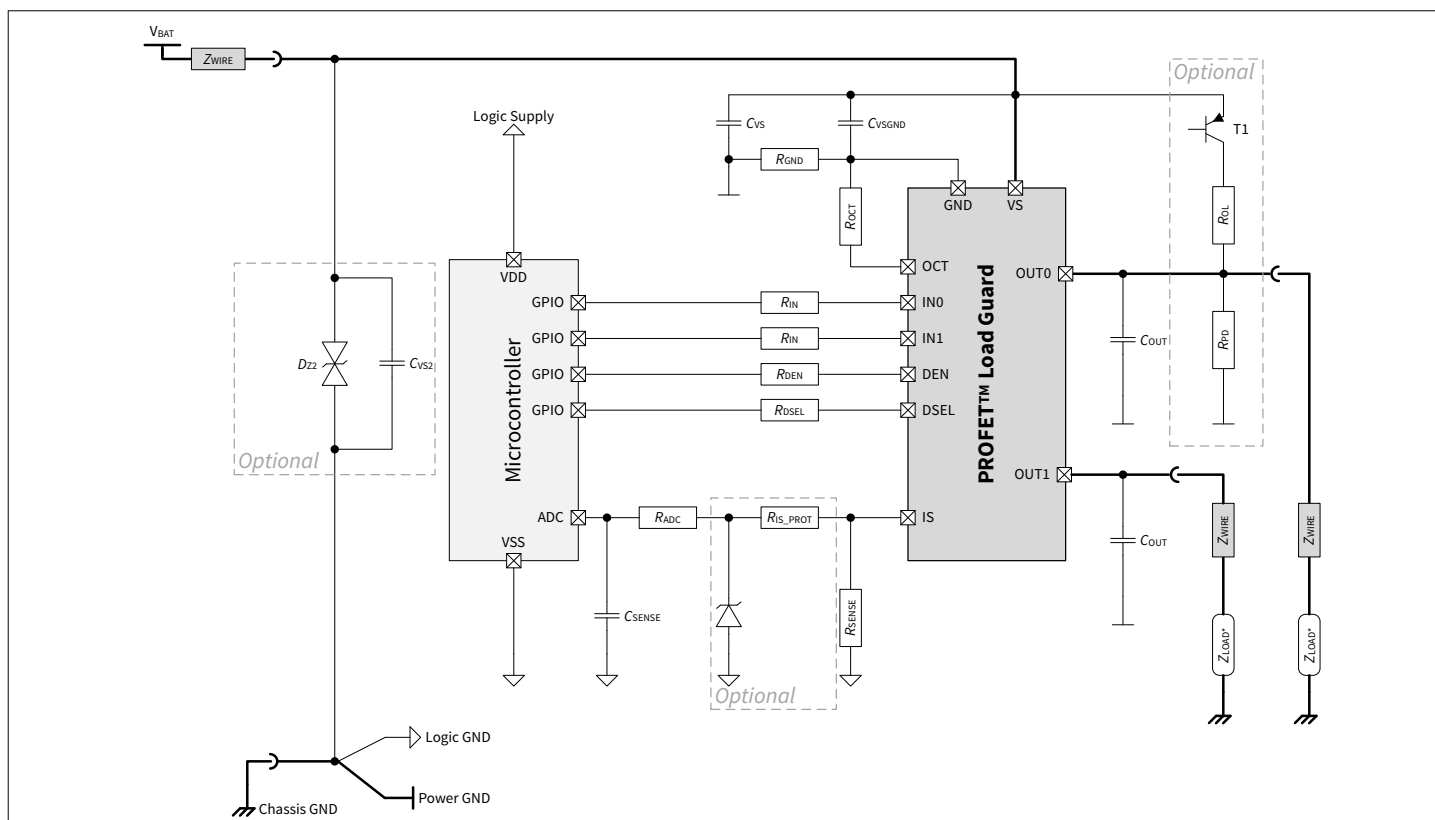 VBAT
ZWIRE
Optional
Logic Supply
CVS
CVSGND
T1
RGND
ROCT
ROL
GND
VS
VDD
OCT
OUT0
GPIO
RIN
IN0
GPIO
RIN
IN1
COUT
RPD
DZ2
CVS2
GPIO
RDEN
DEN
GPIO
RDSEL
DSEL
Microcontroller
PROFET™ Load Guard
Optional
OUT1
ADC
RADC
RIS_PROT
IS
VSS
COUT
ZWIRE
ZWIRE
CSENSE
RSENSE
ZLOAD*
ZLOAD*
Optional
Logic GND
Power GND
Chassis GND